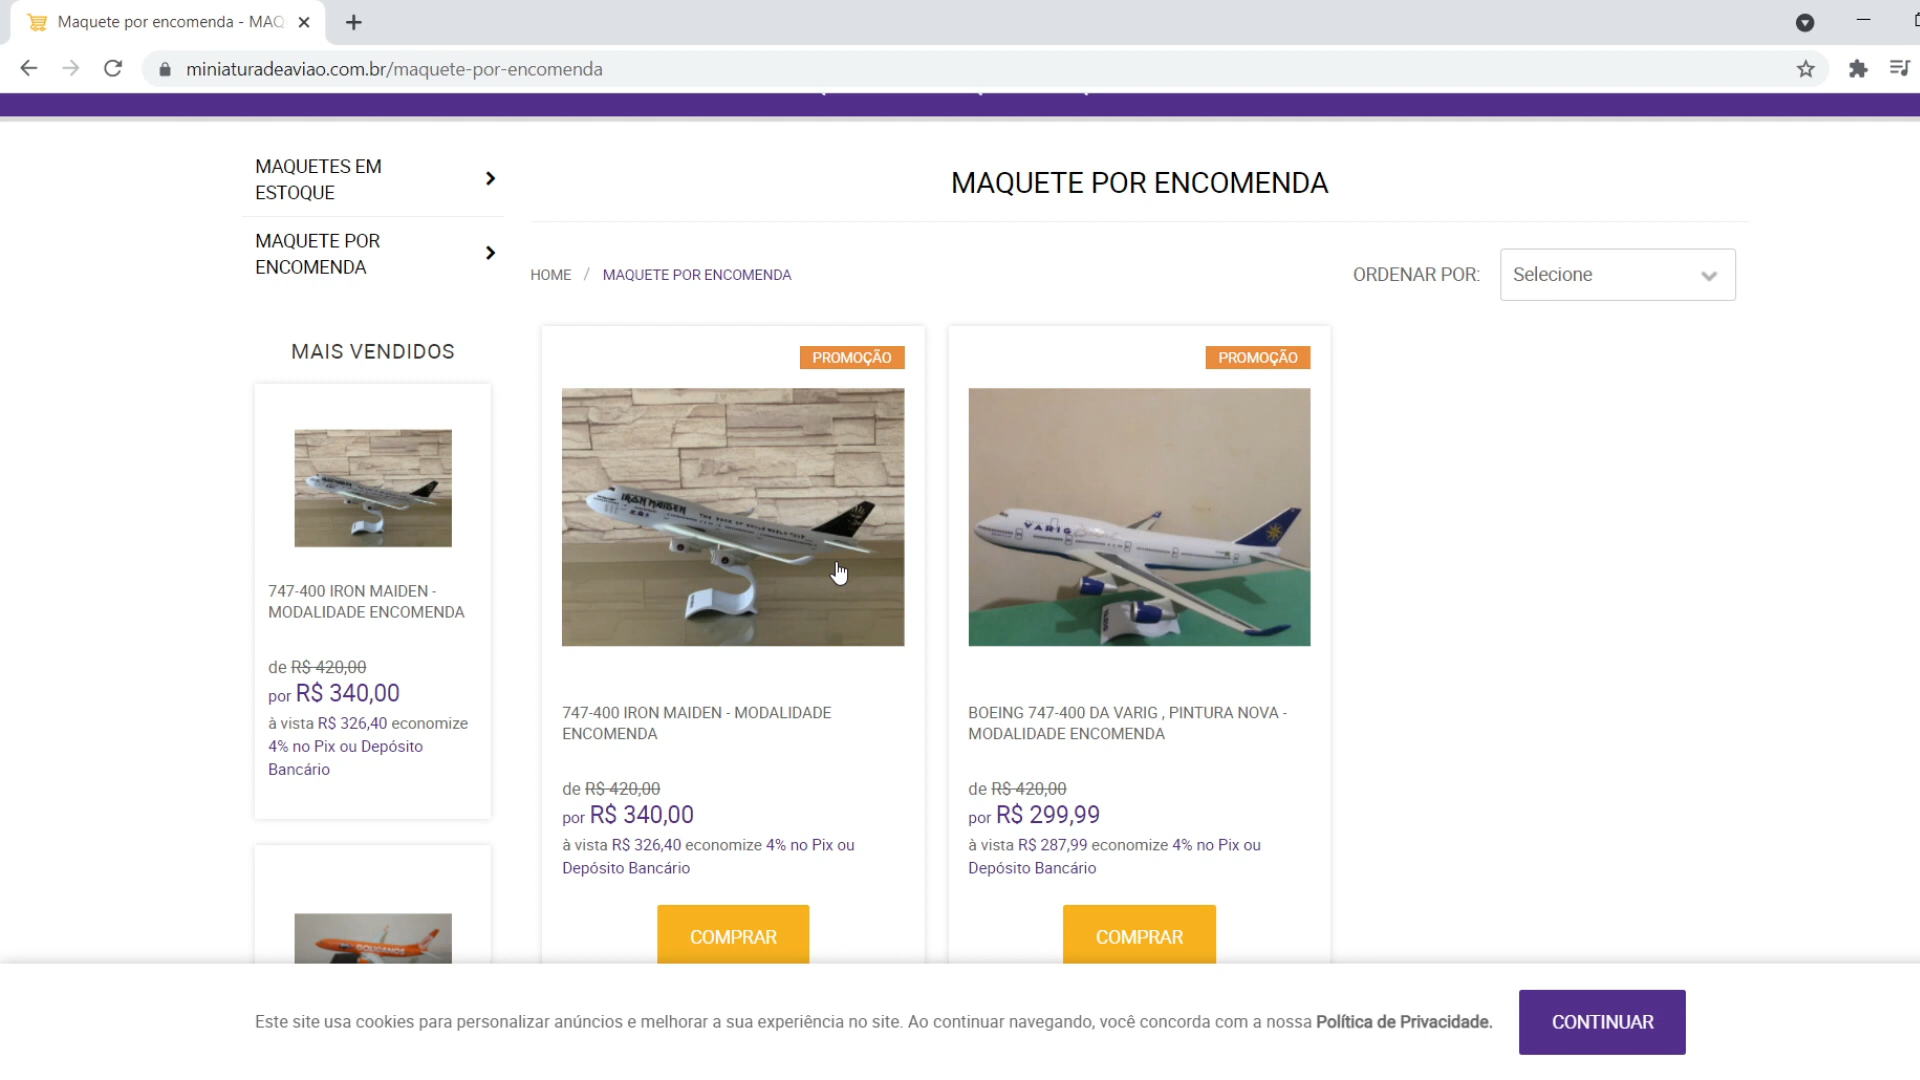 Maquete por encomenda - MAQ
miniaturadeaviao.com.br/maquete-por-encomenda
MAQUETES EM
ESTOQUE
MAQUETE POR
ENCOMENDA
MAQUETE POR ENCOMENDA
HOME / MAQUETE POR ENCOMENDA
ORDENAR POR:
Selecione
MAIS VENDIDOS
747-400 IRON MAIDEN -
MODALIDADE ENCOMENDA
de R$ 420,00
por R$ 340,00
à vista R$ 326,40 economize
4% no Pix ou Depósito
Bancário
PROMOÇÃO
IRON MAIDEN
747-400 IRON MAIDEN - MODALIDADE
ENCOMENDA
de R$ 420,00
por R$ 340,00
à vista R$ 326,40 economize 4% no Pix ou
Depósito Bancário
COMPRAR
PROMOÇÃO
VARIG
BOEING 747-400 DA VARIG , PINTURA NOVA -
MODALIDADE ENCOMENDA
de R$ 420,00
por R$ 299,99
à vista R$ 287,99 economize 4% no Pix ou
Depósito Bancário
COMPRAR
Este site usa cookies para personalizar anúncios e melhorar a sua experiência no site. Ao continuar navegando, você concorda com a nossa Política de Privacidade.
CONTINUAR